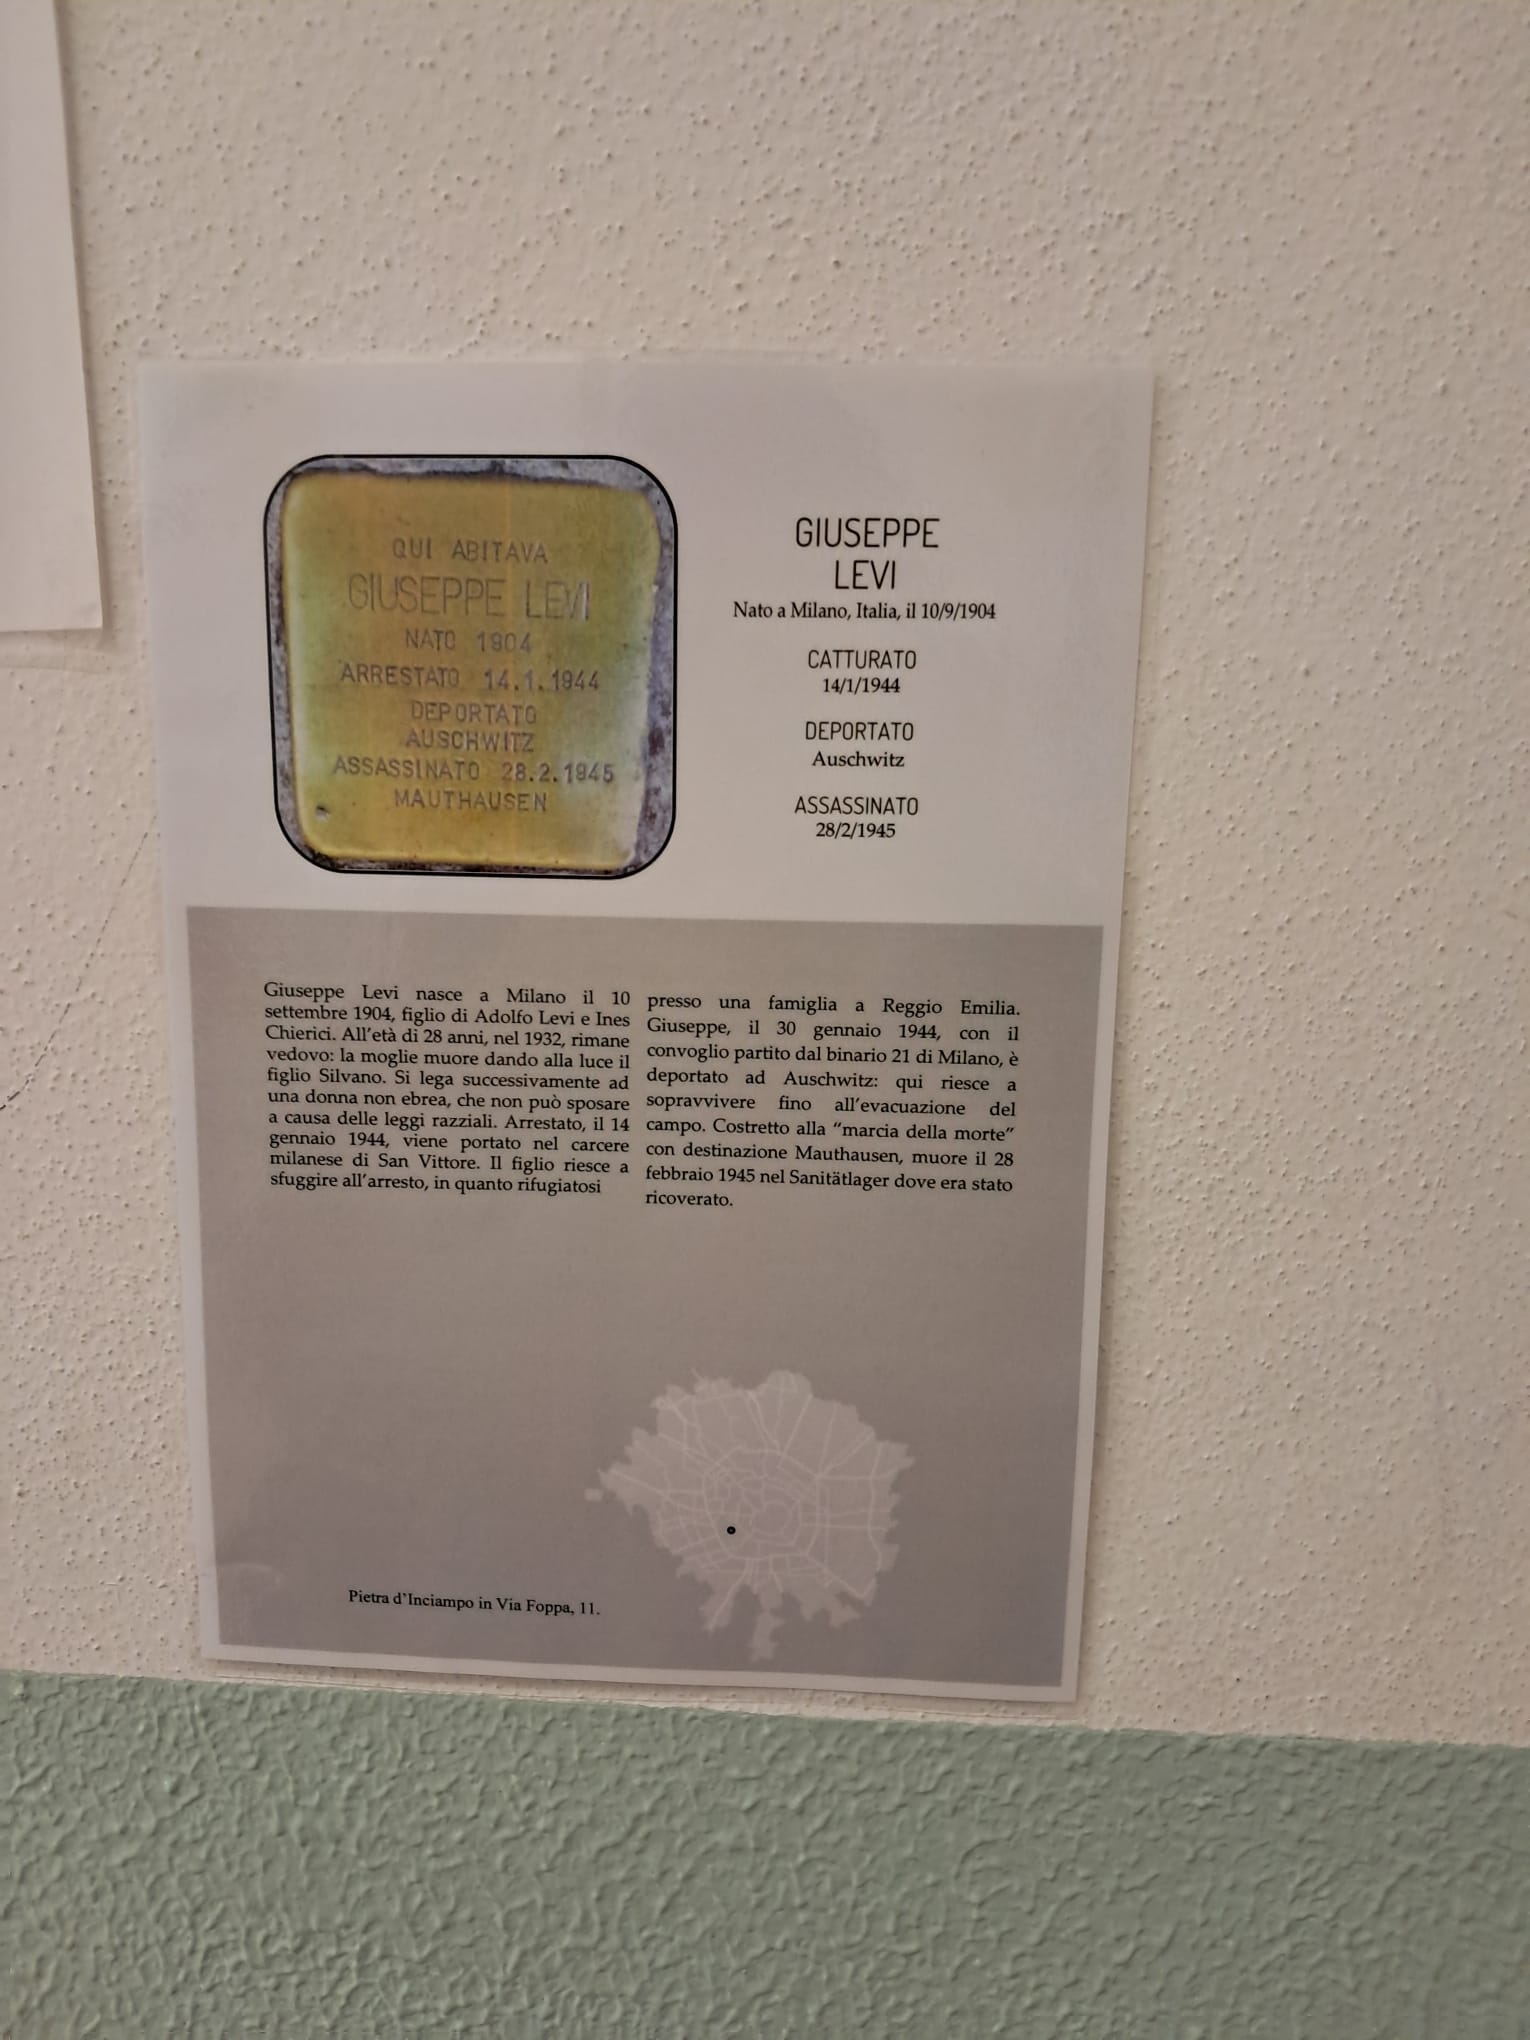 QUI ABITAVA
GIUSEPPE LEVI
NATO 1904
ARRESTATO 14.1.1944
DEPORTATO
AUSCHWITZ
ASSASSINATO 28.2.1945
MAUTHAUSEN
GIUSEPPE
LEVI
Nato a Milano, Italia, il 10/9/1904
CATTURATO
14/1/1944
DEPORTATO
Auschwitz
ASSASSINATO
28/2/1945
Giuseppe Levi nasce a Milano il 10
settembre 1904, figlio di Adolfo Levi e Ines
Chierici. All'età di 28 anni, nel 1932, rimane
vedovo: la moglie muore dando alla luce il
figlio Silvano. Si lega successivamente ad
una donna non ebrea, che non può sposare
a causa delle leggi razziali. Arrestato, il 14
gennaio 1944, viene portato nel carcere
milanese di San Vittore. Il figlio riesce a
sfuggire all'arresto, in quanto rifugiatosi
presso una famiglia a Reggio Emilia.
Giuseppe, il 30 gennaio 1944, con il
convoglio partito dal binario 21 di Milano, è
deportato ad Auschwitz: qui riesce a
sopravvivere fino all'evacuazione del
campo. Costretto alla "marcia della morte"
con destinazione Mauthausen, muore il 28
febbraio 1945 nel Sanitätlager dove era stato
ricoverato.
Pietra d'Inciampo in Via Foppa, 11.